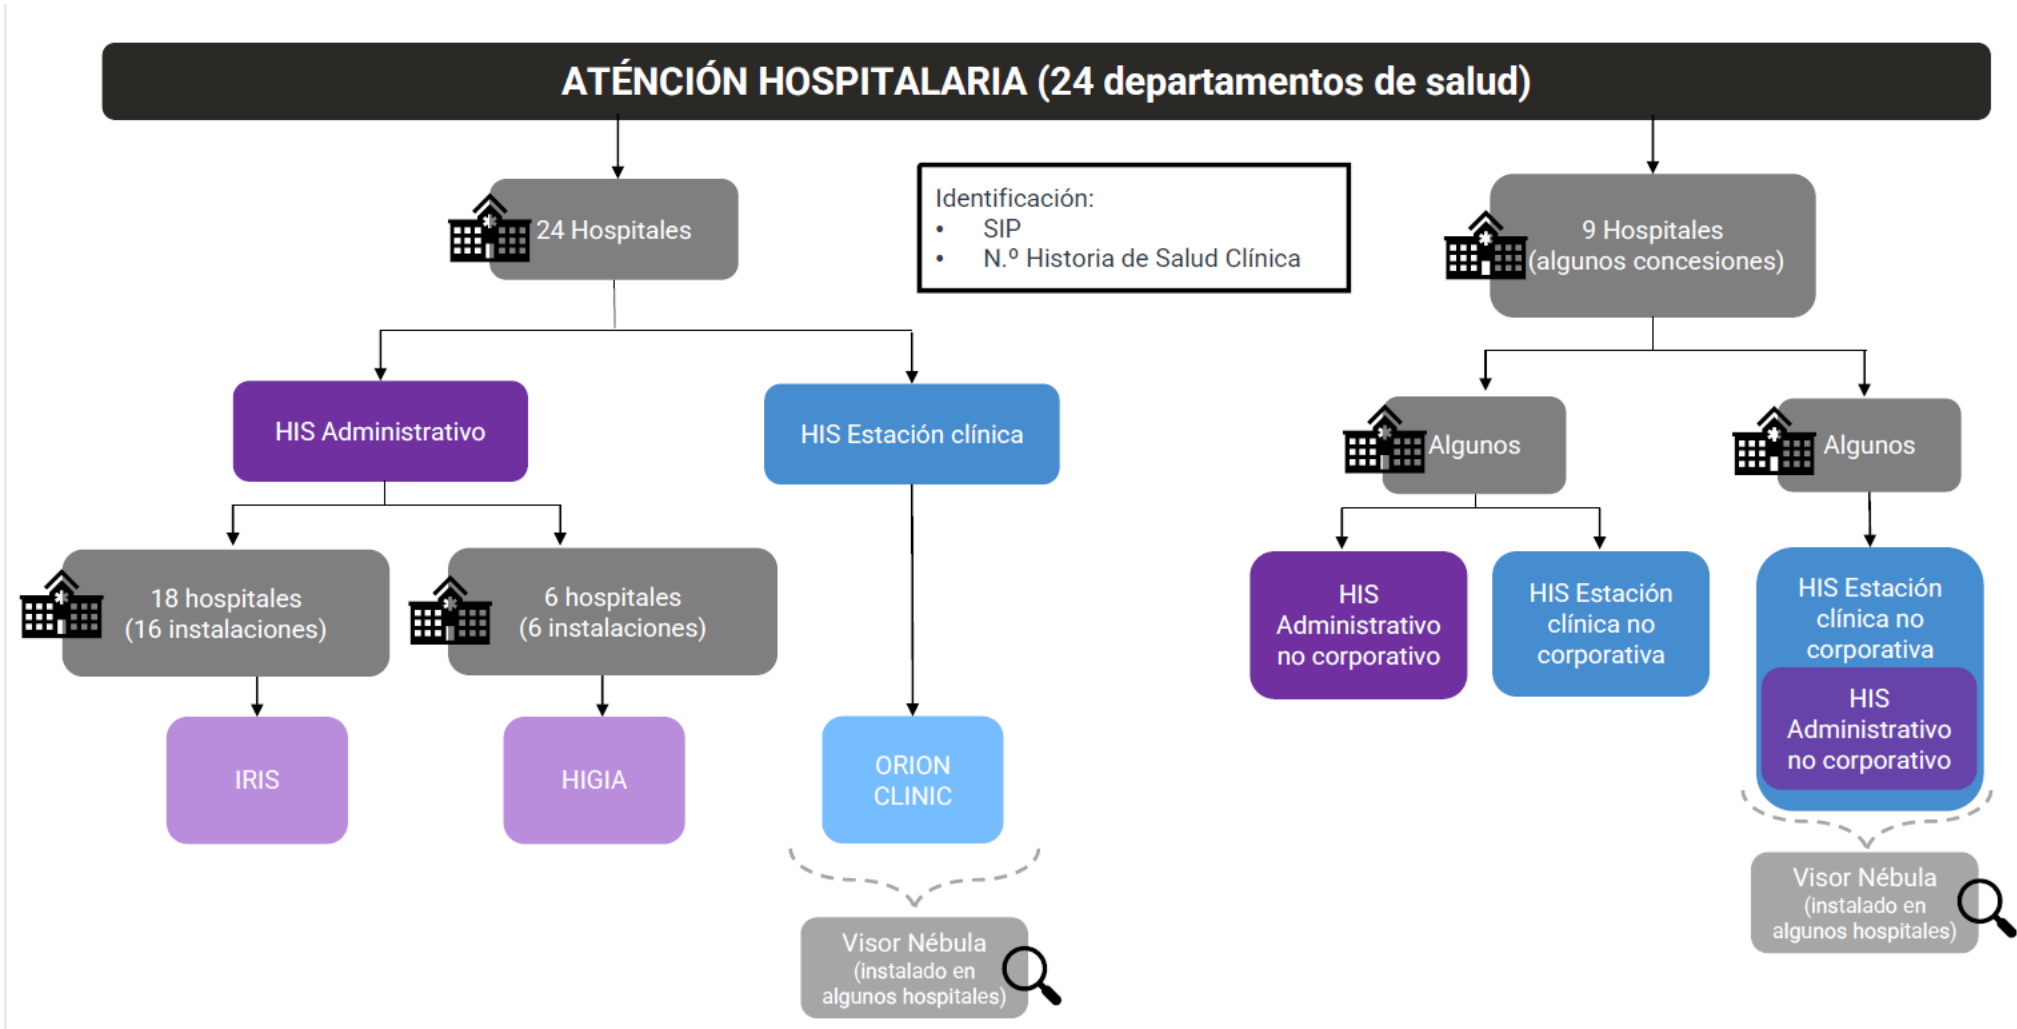 ATÉNCIÓN HOSPITALARIA (24 departamentos de salud)
24 Hospitales
Identificación:
• SIP
• N.º Historia de Salud Clínica
9 Hospitales
(algunos concesiones)
HIS Administrativo
HIS Estación clínica
Algunos
Algunos
18 hospitales
(16 instalaciones)
6 hospitales
(6 instalaciones)
HIS
Administrativo
no corporativo
HIS Estación
clínica no
corporativa
HIS Estación
clínica no
corporativa
HIS
Administrativo
no corporativo
IRIS
HIGIA
ORION
CLINIC
Visor Nébula
(instalado en
algunos hospitales)
Visor Nébula
(instalado en
algunos hospitales)